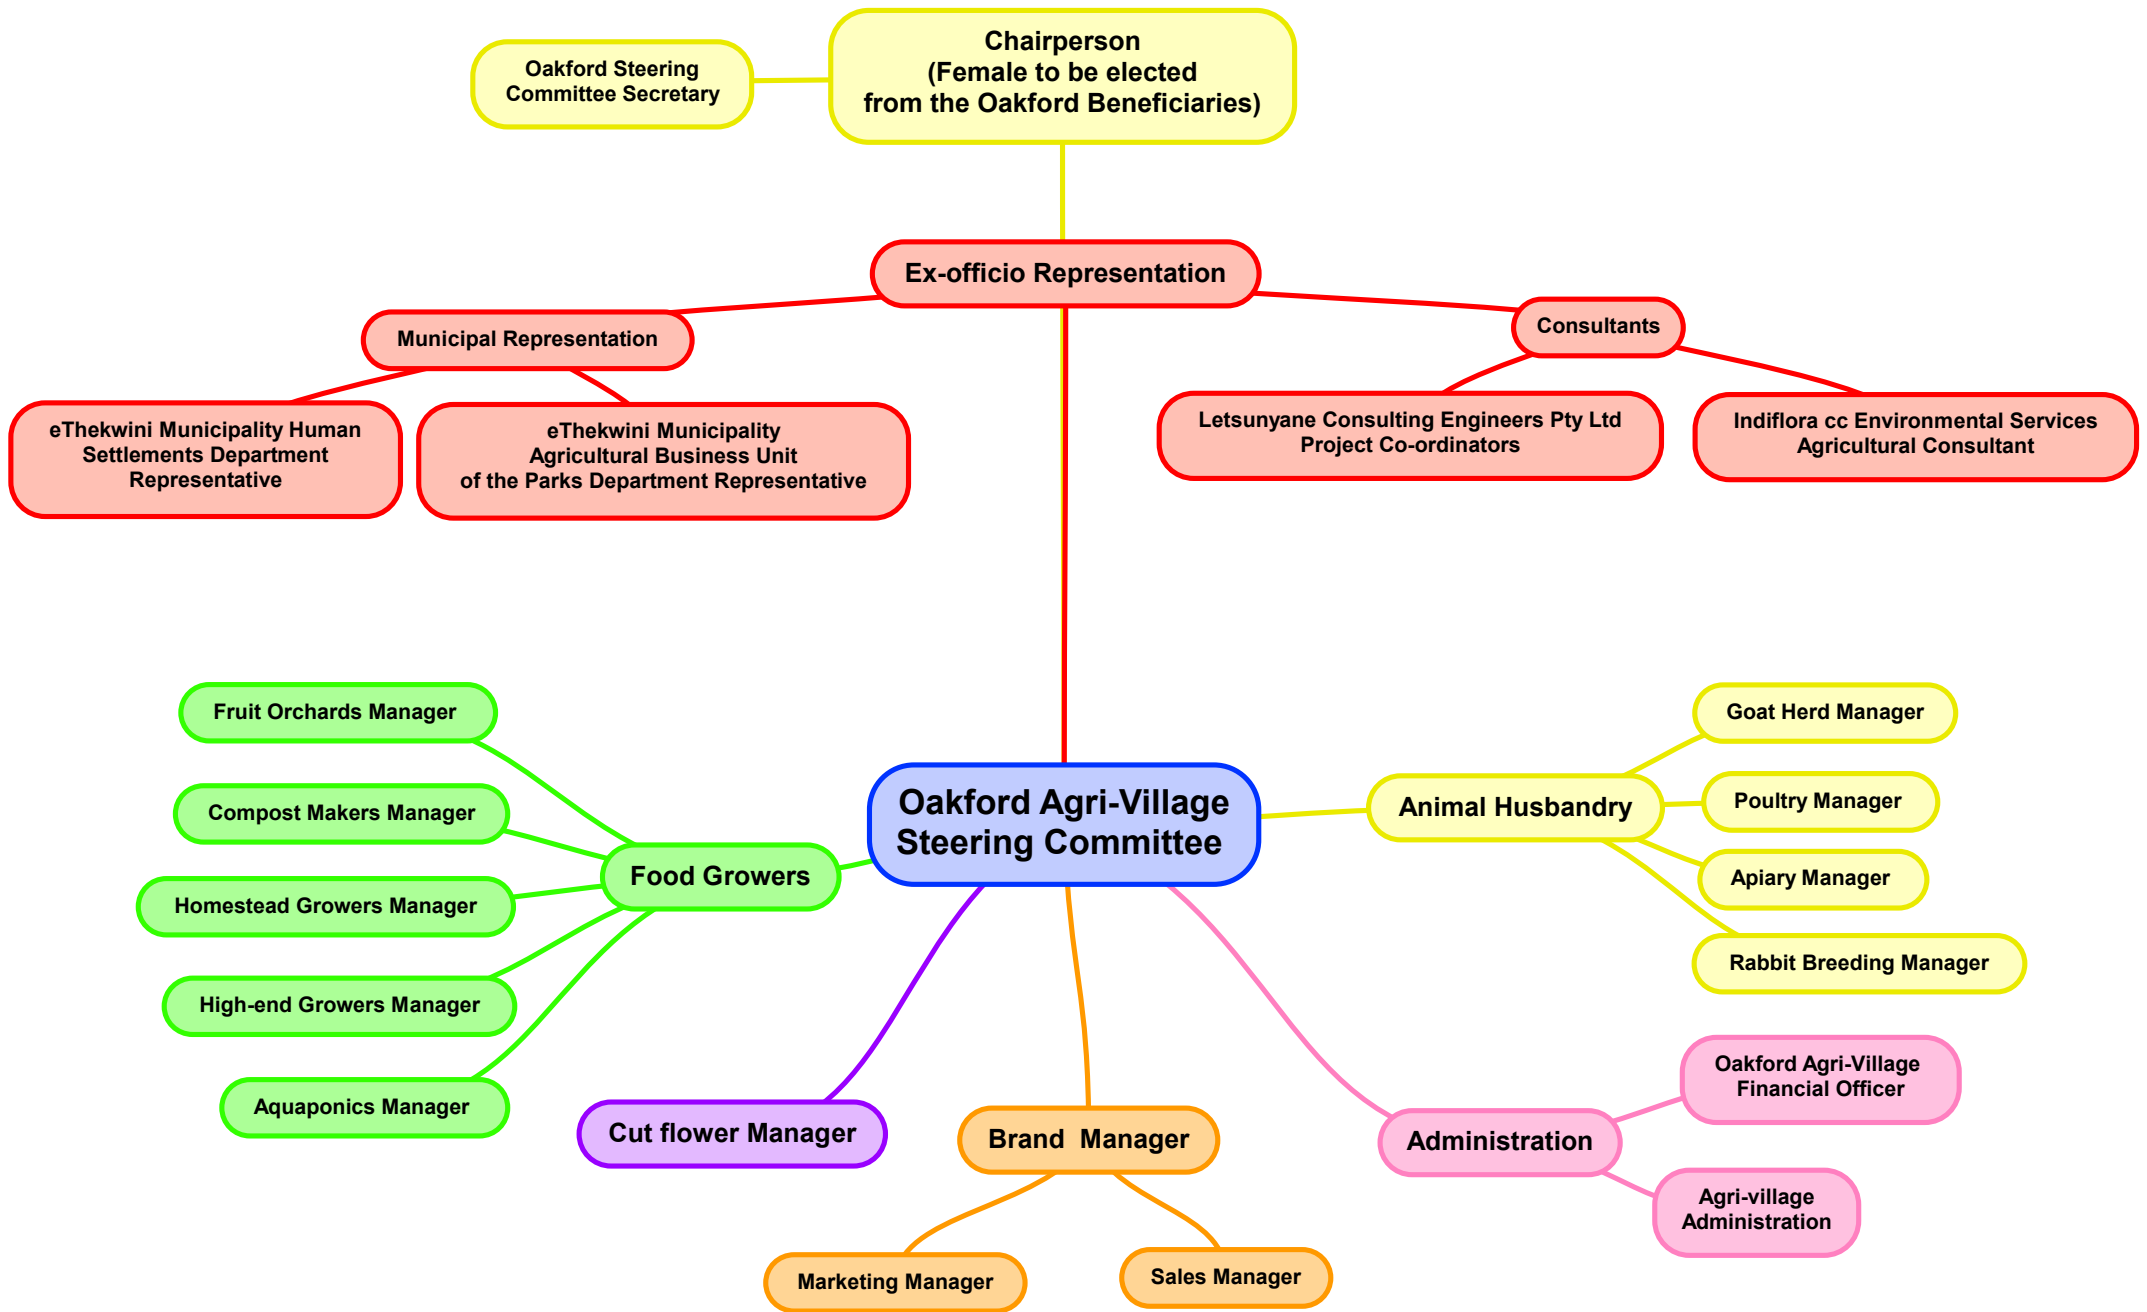 Chairperson
(Female to be elected
from the Oakford Beneficiaries)
Oakford Steering
Committee Secretary
Ex-officio Representation
Municipal Representation
Consultants
eThekwini Municipality Human
Settlements Department
Representative
eThekwini Municipality
Agricultural Business Unit
of the Parks Department Representative
Letsunyane Consulting Engineers Pty Ltd
Project Co-ordinators
Indiflora cc Environmental Services
Agricultural Consultant
Oakford Agri-Village
Steering Committee
Food Growers
Fruit Orchards Manager
Compost Makers Manager
Homestead Growers Manager
High-end Growers Manager
Aquaponics Manager
Cut flower Manager
Brand  Manager
Marketing Manager
Sales Manager
Animal Husbandry
Goat Herd Manager
Poultry Manager
Apiary Manager
Rabbit Breeding Manager
Administration
Oakford Agri-Village
Financial Officer
Agri-village
Administration